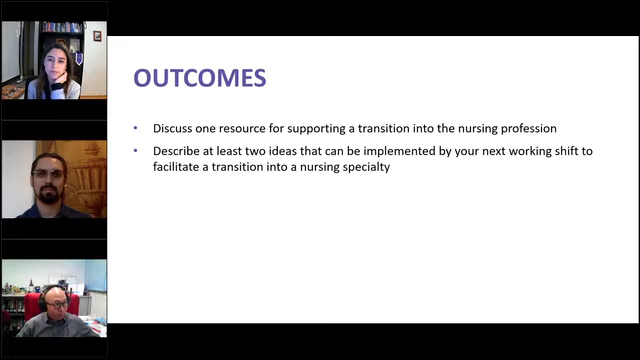 OUTCOMES
• Discuss one resource for supporting a transition into the nursing profession
• Describe at least two ideas that can be implemented by your next working shift to
facilitate a transition into a nursing specialty